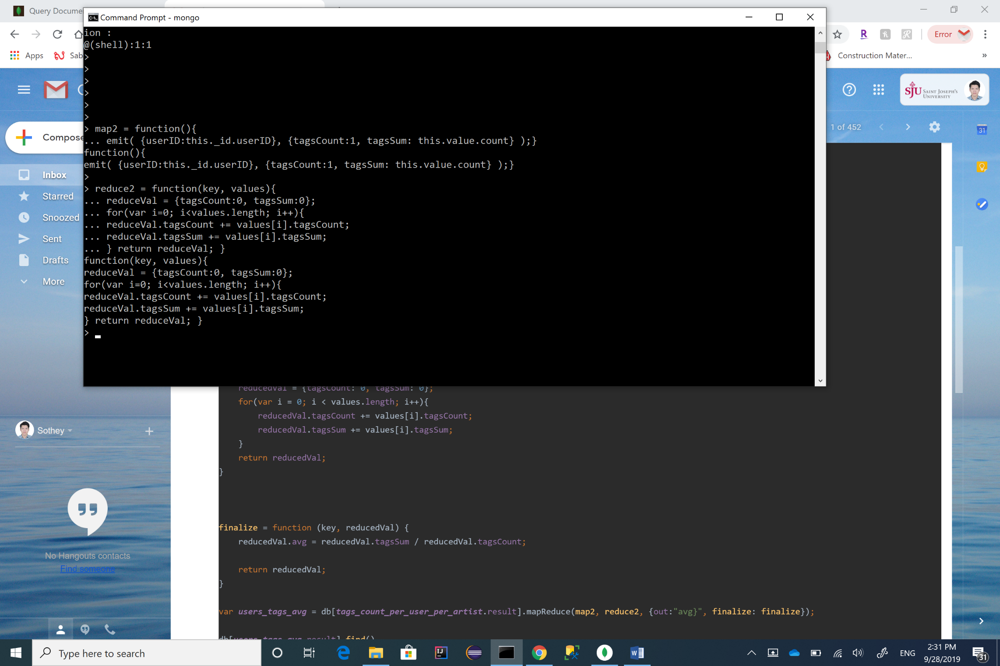 Query Docume
Command Prompt - mongo
Error
Apps
Sab
Construction Mater...
»
ion :
@(shell):1:1
>
>
>
>
>
>
> map2 = function(){
... emit( {userID:this._id.userID}, {tagsCount:1, tagsSum: this.value.count} );}
function(){
emit( {userID:this._id.userID}, {tagsCount:1, tagsSum: this.value.count} );}
>
> reduce2 = function(key, values){
... reduceVal = {tagsCount:0, tagsSum:0};
... for(var i=0; i<values.length; i++){
... reduceVal.tagsCount += values[i].tagsCount;
... reduceVal.tagsSum += values[i].tagsSum;
... } return reduceVal; }
function(key, values){
reduceVal = {tagsCount:0, tagsSum:0};
for(var i=0; i<values.length; i++){
reduceVal.tagsCount += values[i].tagsCount;
reduceVal.tagsSum += values[i].tagsSum;
} return reduceVal; }
>
SJU SAINT JOSEPH'S
UNIVERSITY
1 of 452
31
Compose
Inbox
Starred
Snoozed
Sent
Drafts
More
Sothey
No Hangouts contacts
Find someone
reducedVal = {tagsCount: 0, tagsSum: 0};
for(var i = 0; i < values.length; i++){
reducedVal.tagsCount += values[i].tagsCount;
reducedVal.tagsSum += values[i].tagsSum;
}
return reducedVal;
}
finalize = function (key, reducedVal) {
reducedVal.avg = reducedVal.tagsSum / reducedVal.tagsCount;
return reducedVal;
}
var users_tags_avg = db[tags_count_per_user_per_artist.result].mapReduce(map2, reduce2, {out:"avg}", finalize: finalize});
db[users_tags_avg.result].find()
Type here to search
ENG
2:31 PM
9/28/2019
31